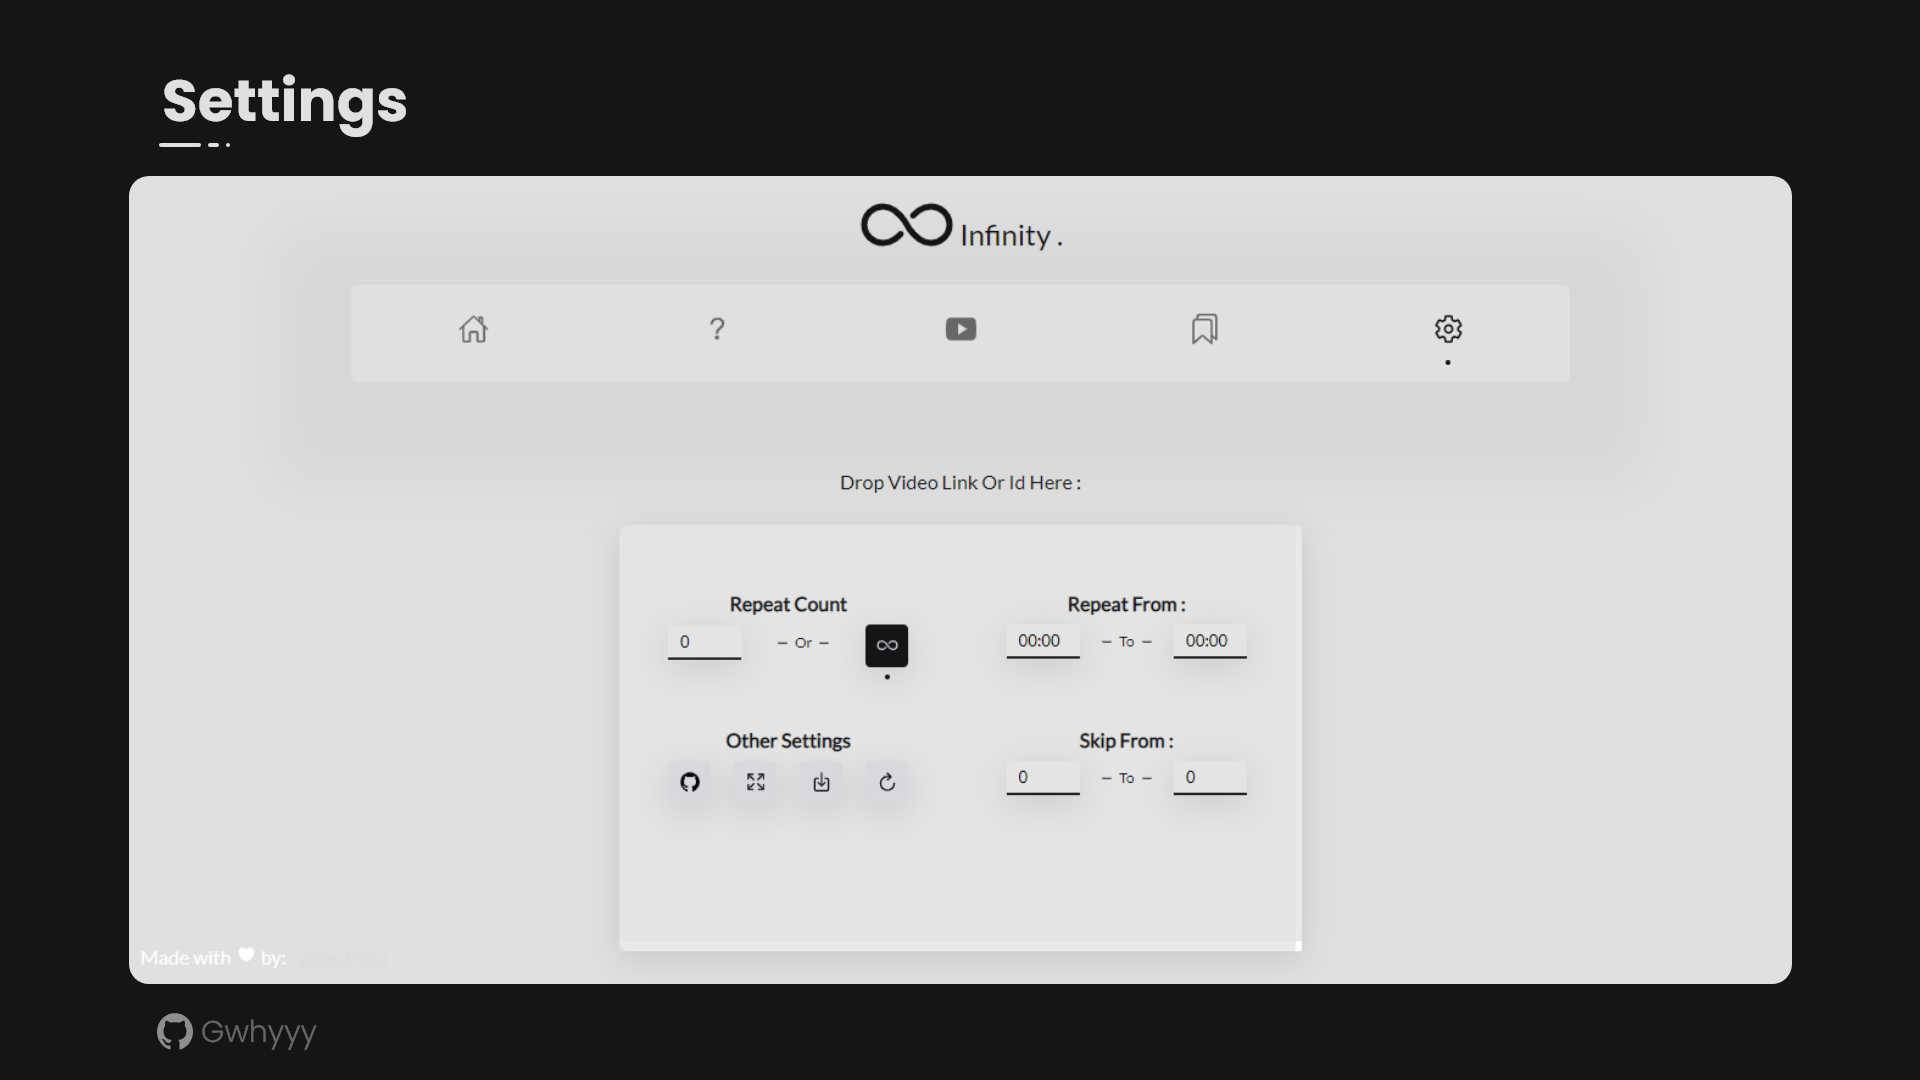 Settings
Infinity .
?
Drop Video Link Or Id Here :
Repeat Count
0 - Or -
Repeat From :
00:00 - To - 00:00
Other Settings
Skip From :
0 - To - 0
Made with by:
Gwhyyy